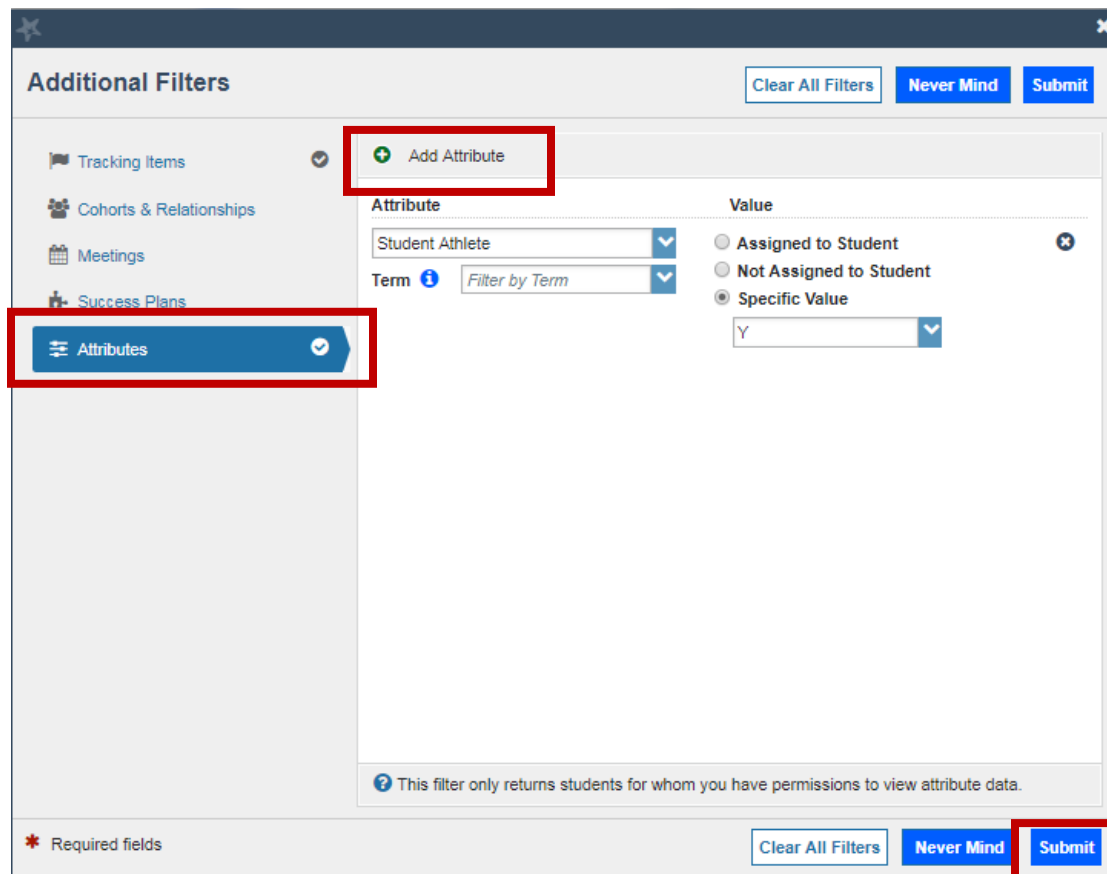 Additional Filters
Clear All Filters
Never Mind
Submit
Tracking Items
Cohorts & Relationships
Meetings
Success Plans
Attributes
Add Attribute
Attribute
Value
Student Athlete
Term
Filter by Term
Assigned to Student
Not Assigned to Student
Specific Value
Y
This filter only returns students for whom you have permissions to view attribute data.
* Required fields
Clear All Filters
Never Mind
Submit